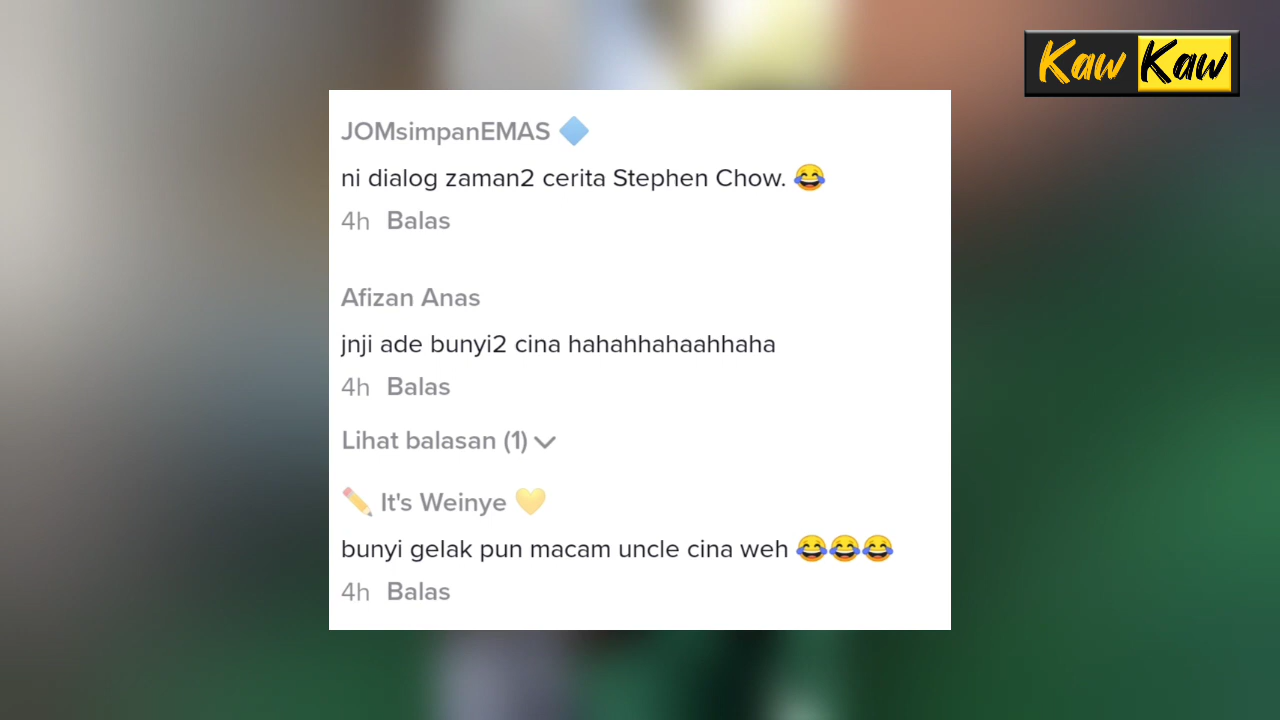 Kaw Kaw
JOMsimpanEMAS 🔷
ni dialog zaman2 cerita Stephen Chow. 😂
4h Balas
Afizan Anas
jnji ade bunyi2 cina hahahhahaahhaha
4h Balas
Lihat balasan (1)
✏️ It's Weinye 💛
bunyi gelak pun macam uncle cina weh 😂😂😂
4h Balas